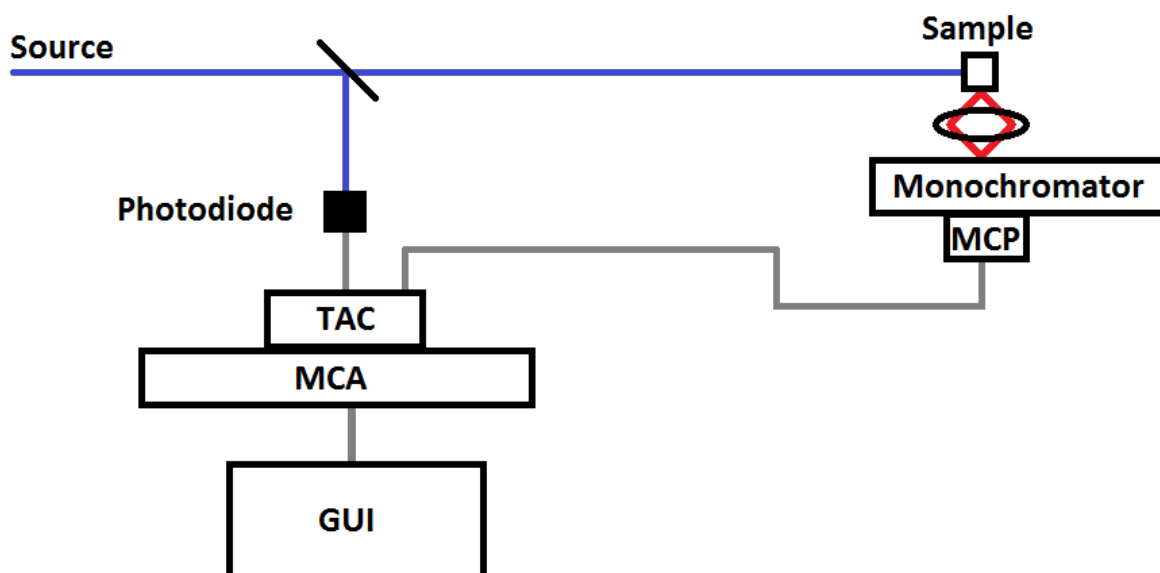 Source
Sample
Photodiode
Monochromator
MCP
TAC
MCA
GUI